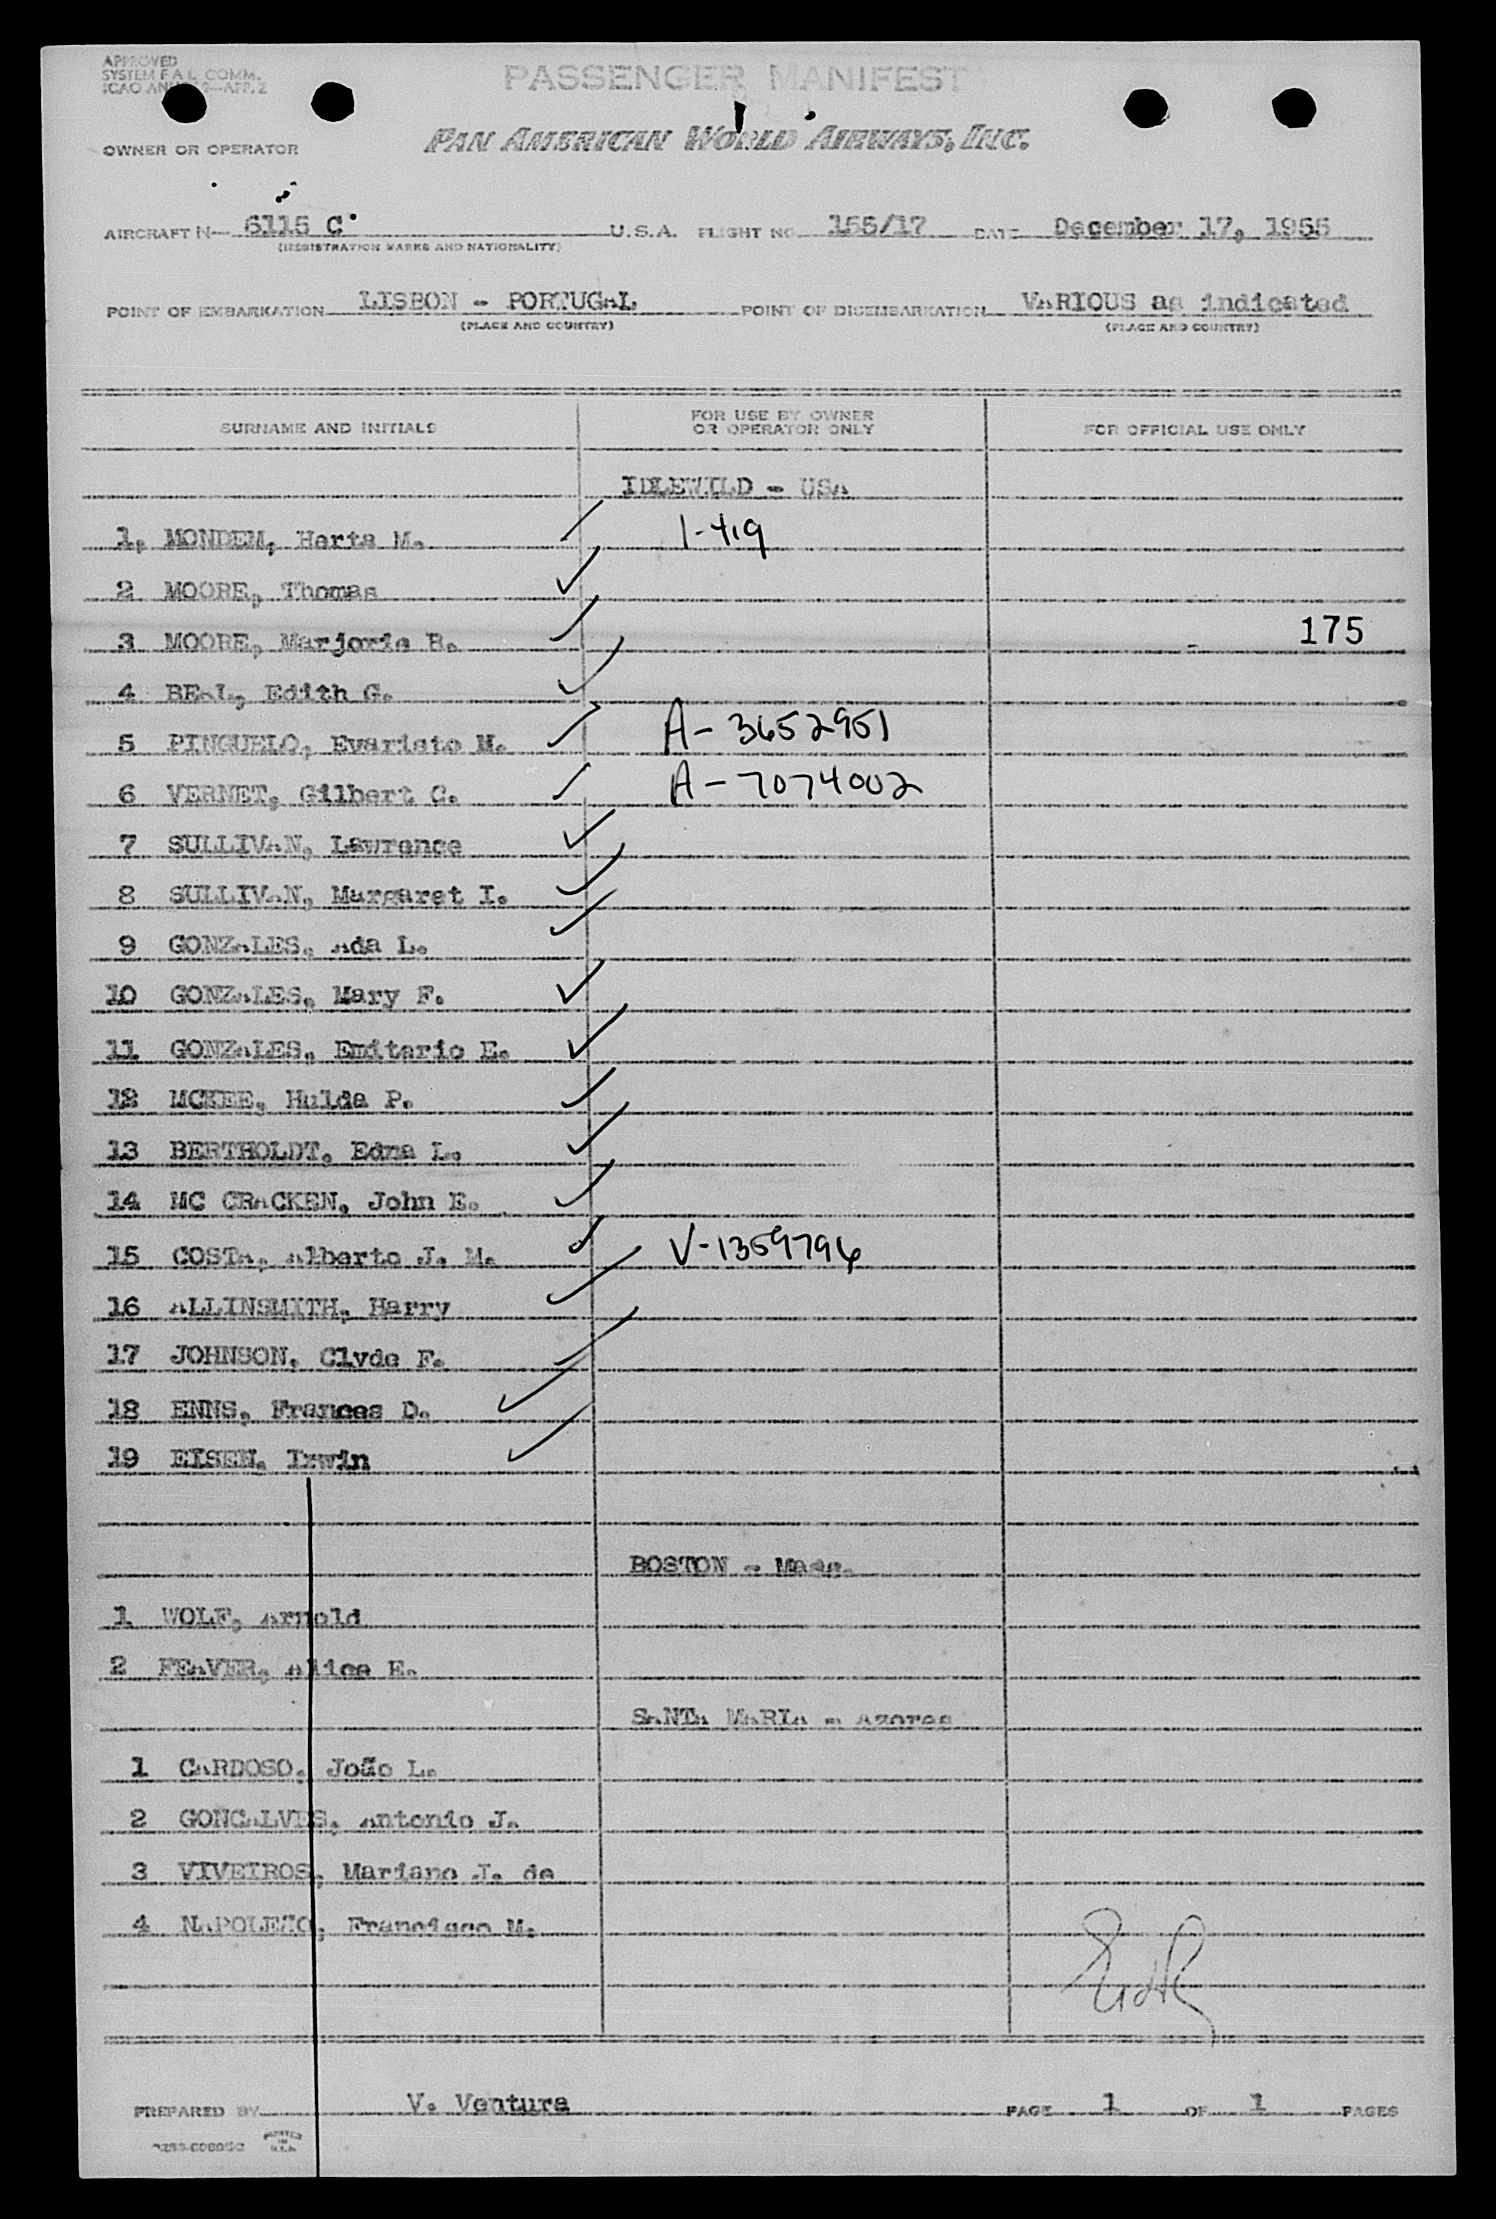 APPROVED
SYSTEM F A L COMM.
PASSENGER MANIFEST
OWNER OR OPERATOR
PAN AMERICAN WORLD AIRWAYS, INC.
AIRCRAFT N- 6115 C U.S.A. FLIGHT NO. 155/17 DATE December 17, 1955
(REGISTRATION MARKS AND NATIONALITY)
POINT OF EMBARKATION LISBON - PORTUGAL POINT OF DISEMBARKATION VARIOUS as indicated
(PLACE AND COUNTRY) (PLACE AND COUNTRY)
SURNAME AND INITIALS FOR USE BY OWNER OR OPERATOR ONLY FOR OFFICIAL USE ONLY
IDLEWILD - USA
1, MONDEM, Herta M. 1-419
2 MOORE, Thomas
3 MOORE, Marjorie B. 175
4 BEAL, Edith G.
5 PINGUELO, Evaristo M. A-3652951
6 VERNET, Gilbert C. A-7074002
7 SULLIVAN, Lawrence
8 SULLIVAN, Margaret I.
9 GONZALES, Ada L.
10 GONZALES, Mary F.
11 GONZALES, Emitario E.
12 MCKEE, Hulda P.
13 BERTHOLDT, Edna L.
14 MC CRACKEN, John E.
15 COSTA, Alberto J. M. V-1359796
16 ALLINSMITH, Harry
17 JOHNSON, Clyde F.
18 ENNS, Frances D.
19 EISEN, Irwin
BOSTON - Mass.
1 WOLF, Arnold
2 FEAVER, Alice E.
SANTA MARIA - Azores
1 CARDOSO, João L.
2 GONCALVES, Antonio J.
3 VIVEIROS, Mariano J. de
4 NAPOLEÃO, Francisco M.
PREPARED BY V. Ventura PAGE 1 OF 1 PAGES
PRINTED IN U.S.A.